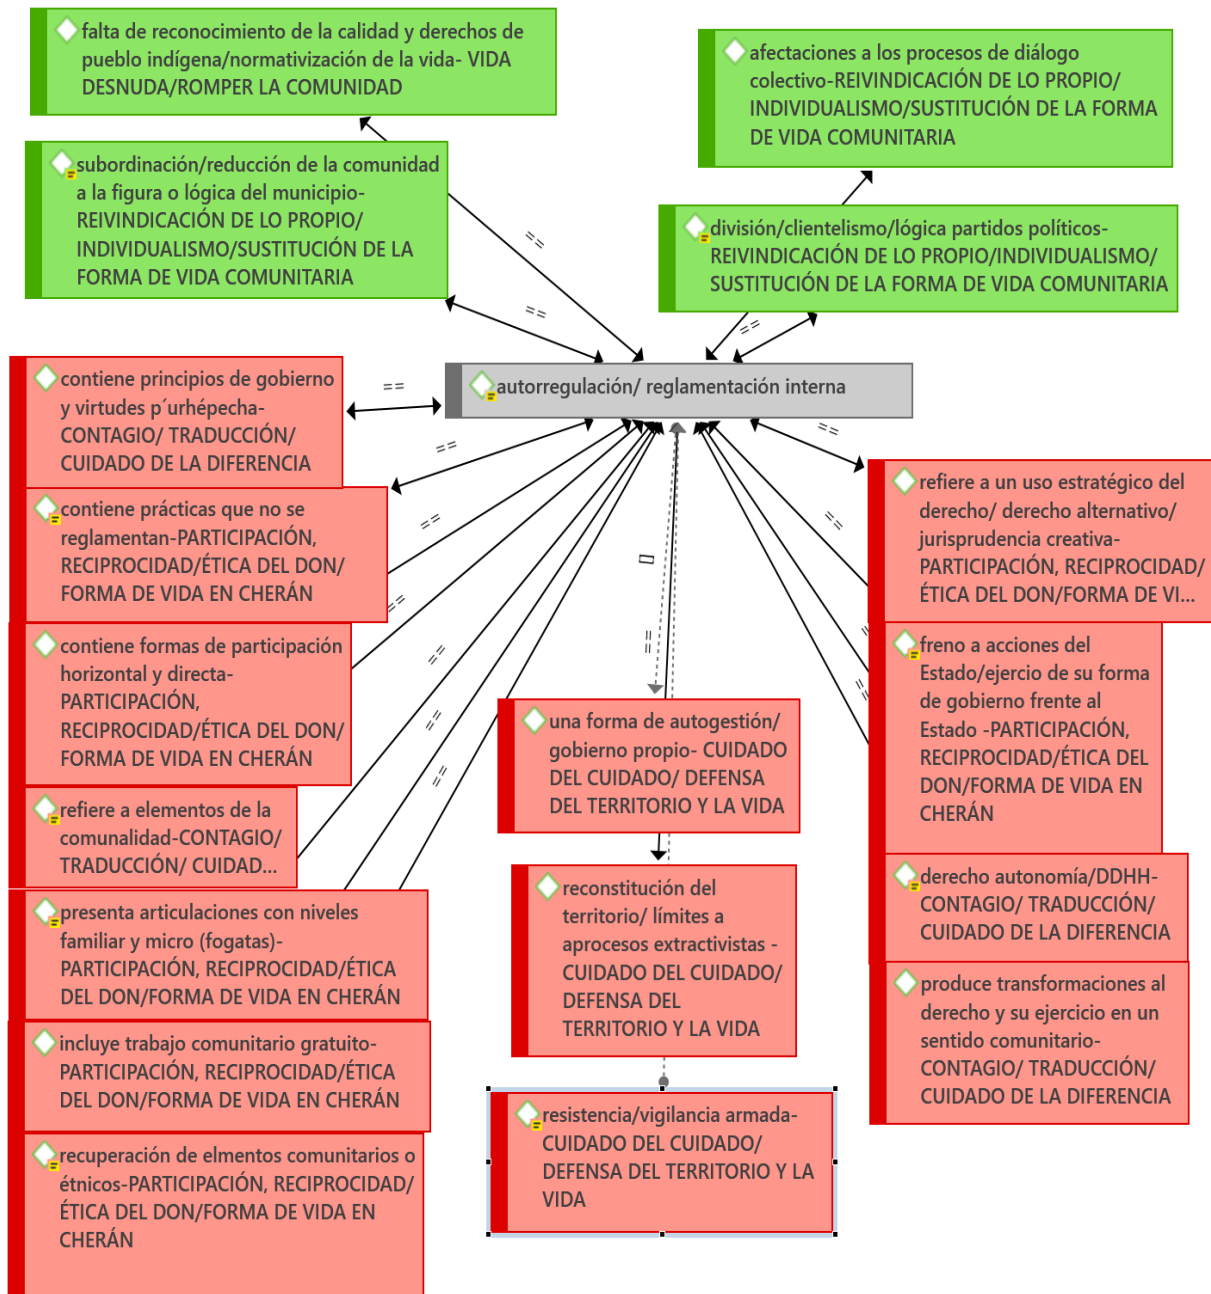 falta de reconocimiento de la calidad y derechos de
pueblo indígena/normativización de la vida- VIDA
DESNUDA/ROMPER LA COMUNIDAD
afectaciones a los procesos de diálogo
colectivo-REIVINDICACIÓN DE LO PROPIO/
INDIVIDUALISMO/SUSTITUCIÓN DE LA FORMA
DE VIDA COMUNITARIA
subordinación/reducción de la comunidad
a la figura o lógica del municipio-
REIVINDICACIÓN DE LO PROPIO/
INDIVIDUALISMO/SUSTITUCIÓN DE LA
FORMA DE VIDA COMUNITARIA
división/clientelismo/lógica partidos políticos-
REIVINDICACIÓN DE LO PROPIO/INDIVIDUALISMO/
SUSTITUCIÓN DE LA FORMA DE VIDA COMUNITARIA
==
==
==
autorregulación/ reglamentación interna
contiene principios de gobierno
y virtudes p´urhépecha-
CONTAGIO/ TRADUCCIÓN/
CUIDADO DE LA DIFERENCIA
==
==
==
==
==
==
==
contiene prácticas que no se
reglamentan-PARTICIPACIÓN,
RECIPROCIDAD/ÉTICA DEL DON/
FORMA DE VIDA EN CHERÁN
contiene formas de participación
horizontal y directa-
PARTICIPACIÓN,
RECIPROCIDAD/ÉTICA DEL DON/
FORMA DE VIDA EN CHERÁN
refiere a elementos de la
comunalidad-CONTAGIO/
TRADUCCIÓN/ CUIDAD...
presenta articulaciones con niveles
familiar y micro (fogatas)-
PARTICIPACIÓN, RECIPROCIDAD/ÉTICA
DEL DON/FORMA DE VIDA EN CHERÁN
incluye trabajo comunitario gratuito-
PARTICIPACIÓN, RECIPROCIDAD/ÉTICA
DEL DON/FORMA DE VIDA EN CHERÁN
recuperación de elmentos comunitarios o
étnicos-PARTICIPACIÓN, RECIPROCIDAD/
ÉTICA DEL DON/FORMA DE VIDA EN
CHERÁN
[]
==
una forma de autogestión/
gobierno propio- CUIDADO
DEL CUIDADO/ DEFENSA
DEL TERRITORIO Y LA VIDA
reconstitución del
territorio/ límites a
aprocesos extractivistas -
CUIDADO DEL CUIDADO/
DEFENSA DEL
TERRITORIO Y LA VIDA
resistencia/vigilancia armada-
CUIDADO DEL CUIDADO/
DEFENSA DEL TERRITORIO Y LA
VIDA
==
==
==
==
refiere a un uso estratégico del
derecho/ derecho alternativo/
jurisprudencia creativa-
PARTICIPACIÓN, RECIPROCIDAD/
ÉTICA DEL DON/FORMA DE VI...
freno a acciones del
Estado/ejercio de su forma
de gobierno frente al
Estado -PARTICIPACIÓN,
RECIPROCIDAD/ÉTICA DEL
DON/FORMA DE VIDA EN
CHERÁN
derecho autonomía/DDHH-
CONTAGIO/ TRADUCCIÓN/
CUIDADO DE LA DIFERENCIA
produce transformaciones al
derecho y su ejercicio en un
sentido comunitario-
CONTAGIO/ TRADUCCIÓN/
CUIDADO DE LA DIFERENCIA